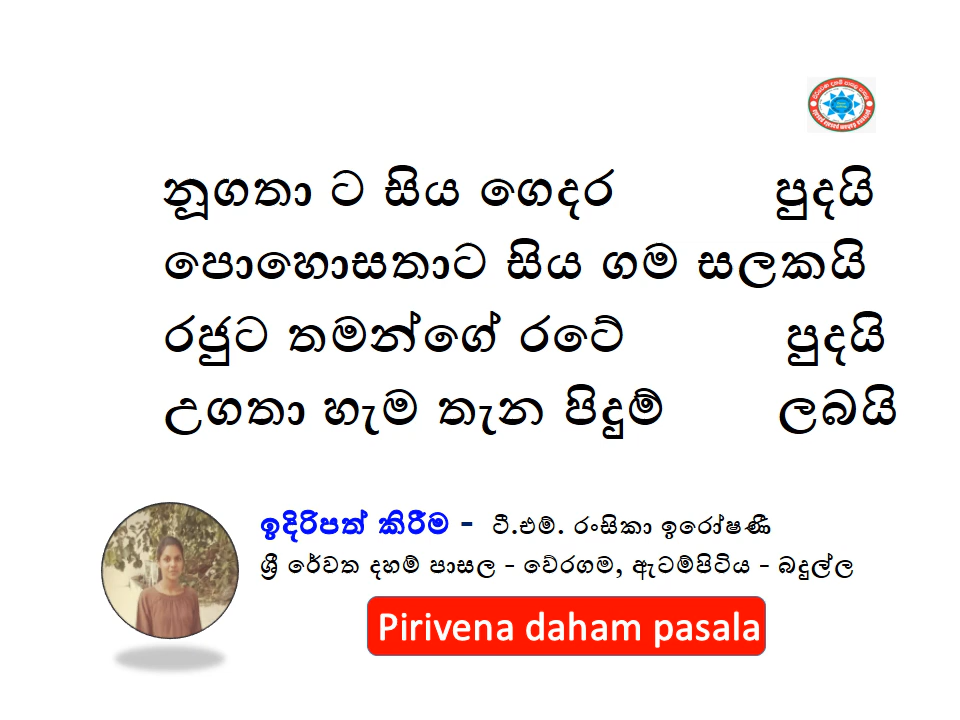 නූගතා ට සිය ගෙදර පුදයි
පොහොසතාට සිය ගම සලකයි
රජුට තමන්ගේ රටේ පුදයි
උගතා හැම තැන පිදුම් ලබයි
ඉදිරිපත් කිරීම - ටී.එම්. රංසිකා ඉරෝෂණී
ශ්‍රී රේවත දහම් පාසල - වේරගම, ඇටම්පිටිය - බදුල්ල
Pirivena daham pasala